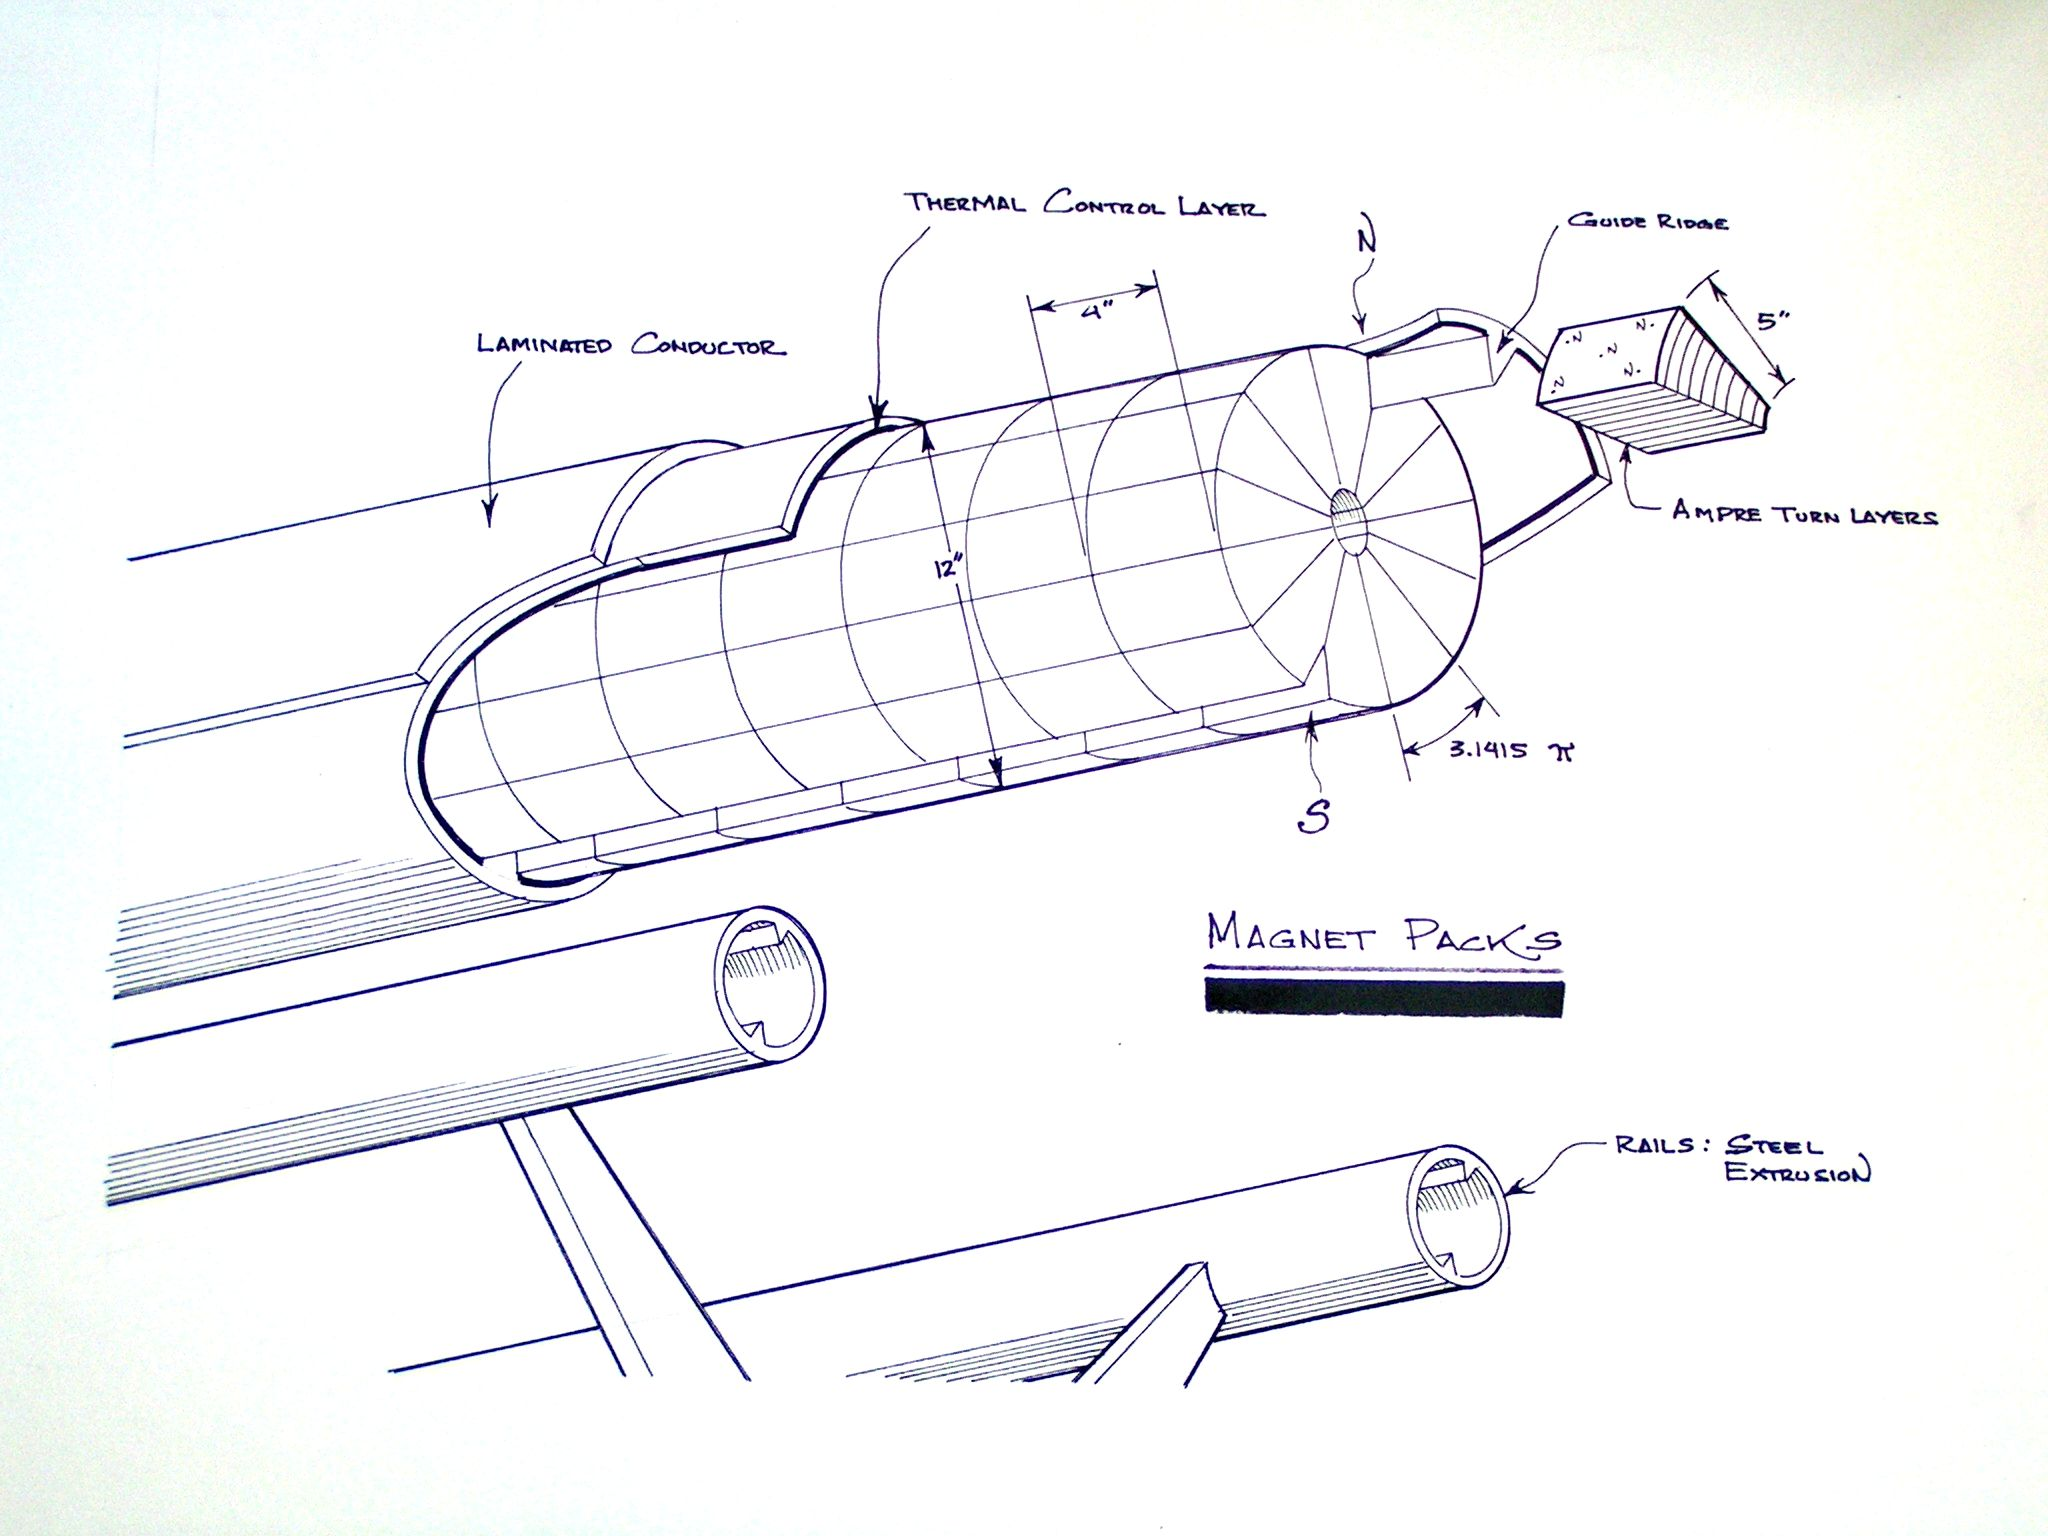 THERMAL CONTROL LAYER
N
GUIDE RIDGE
4"
5"
LAMINATED CONDUCTOR
AMPRE TURN LAYERS
12"
3.1415 π
S
MAGNET PACKS
RAILS: STEEL
EXTRUSION
N.
N.
N.
N.
N.